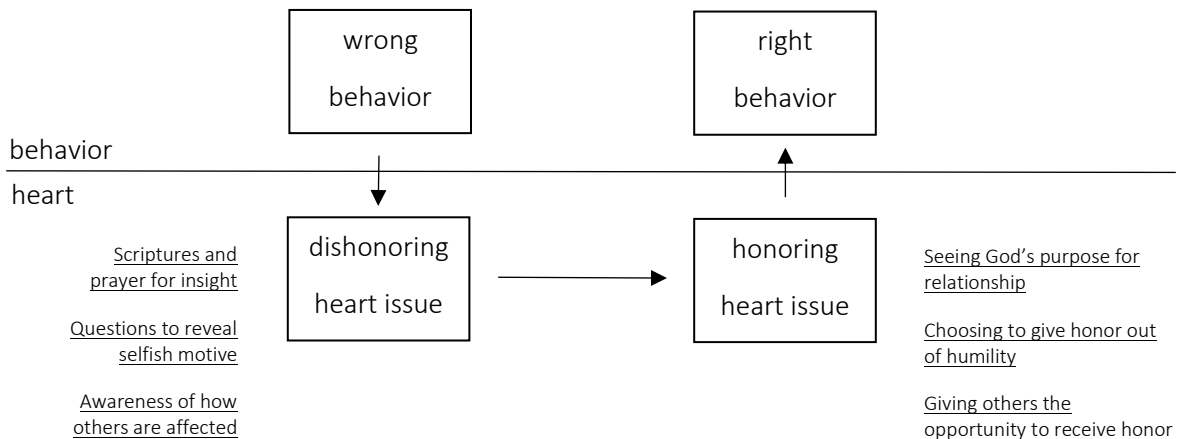 wrong
behavior
right
behavior
behavior
heart
dishonoring
heart issue
honoring
heart issue
Scriptures and
prayer for insight
Questions to reveal
selfish motive
Awareness of how
others are affected
Seeing God’s purpose for
relationship
Choosing to give honor out
of humility
Giving others the
opportunity to receive honor